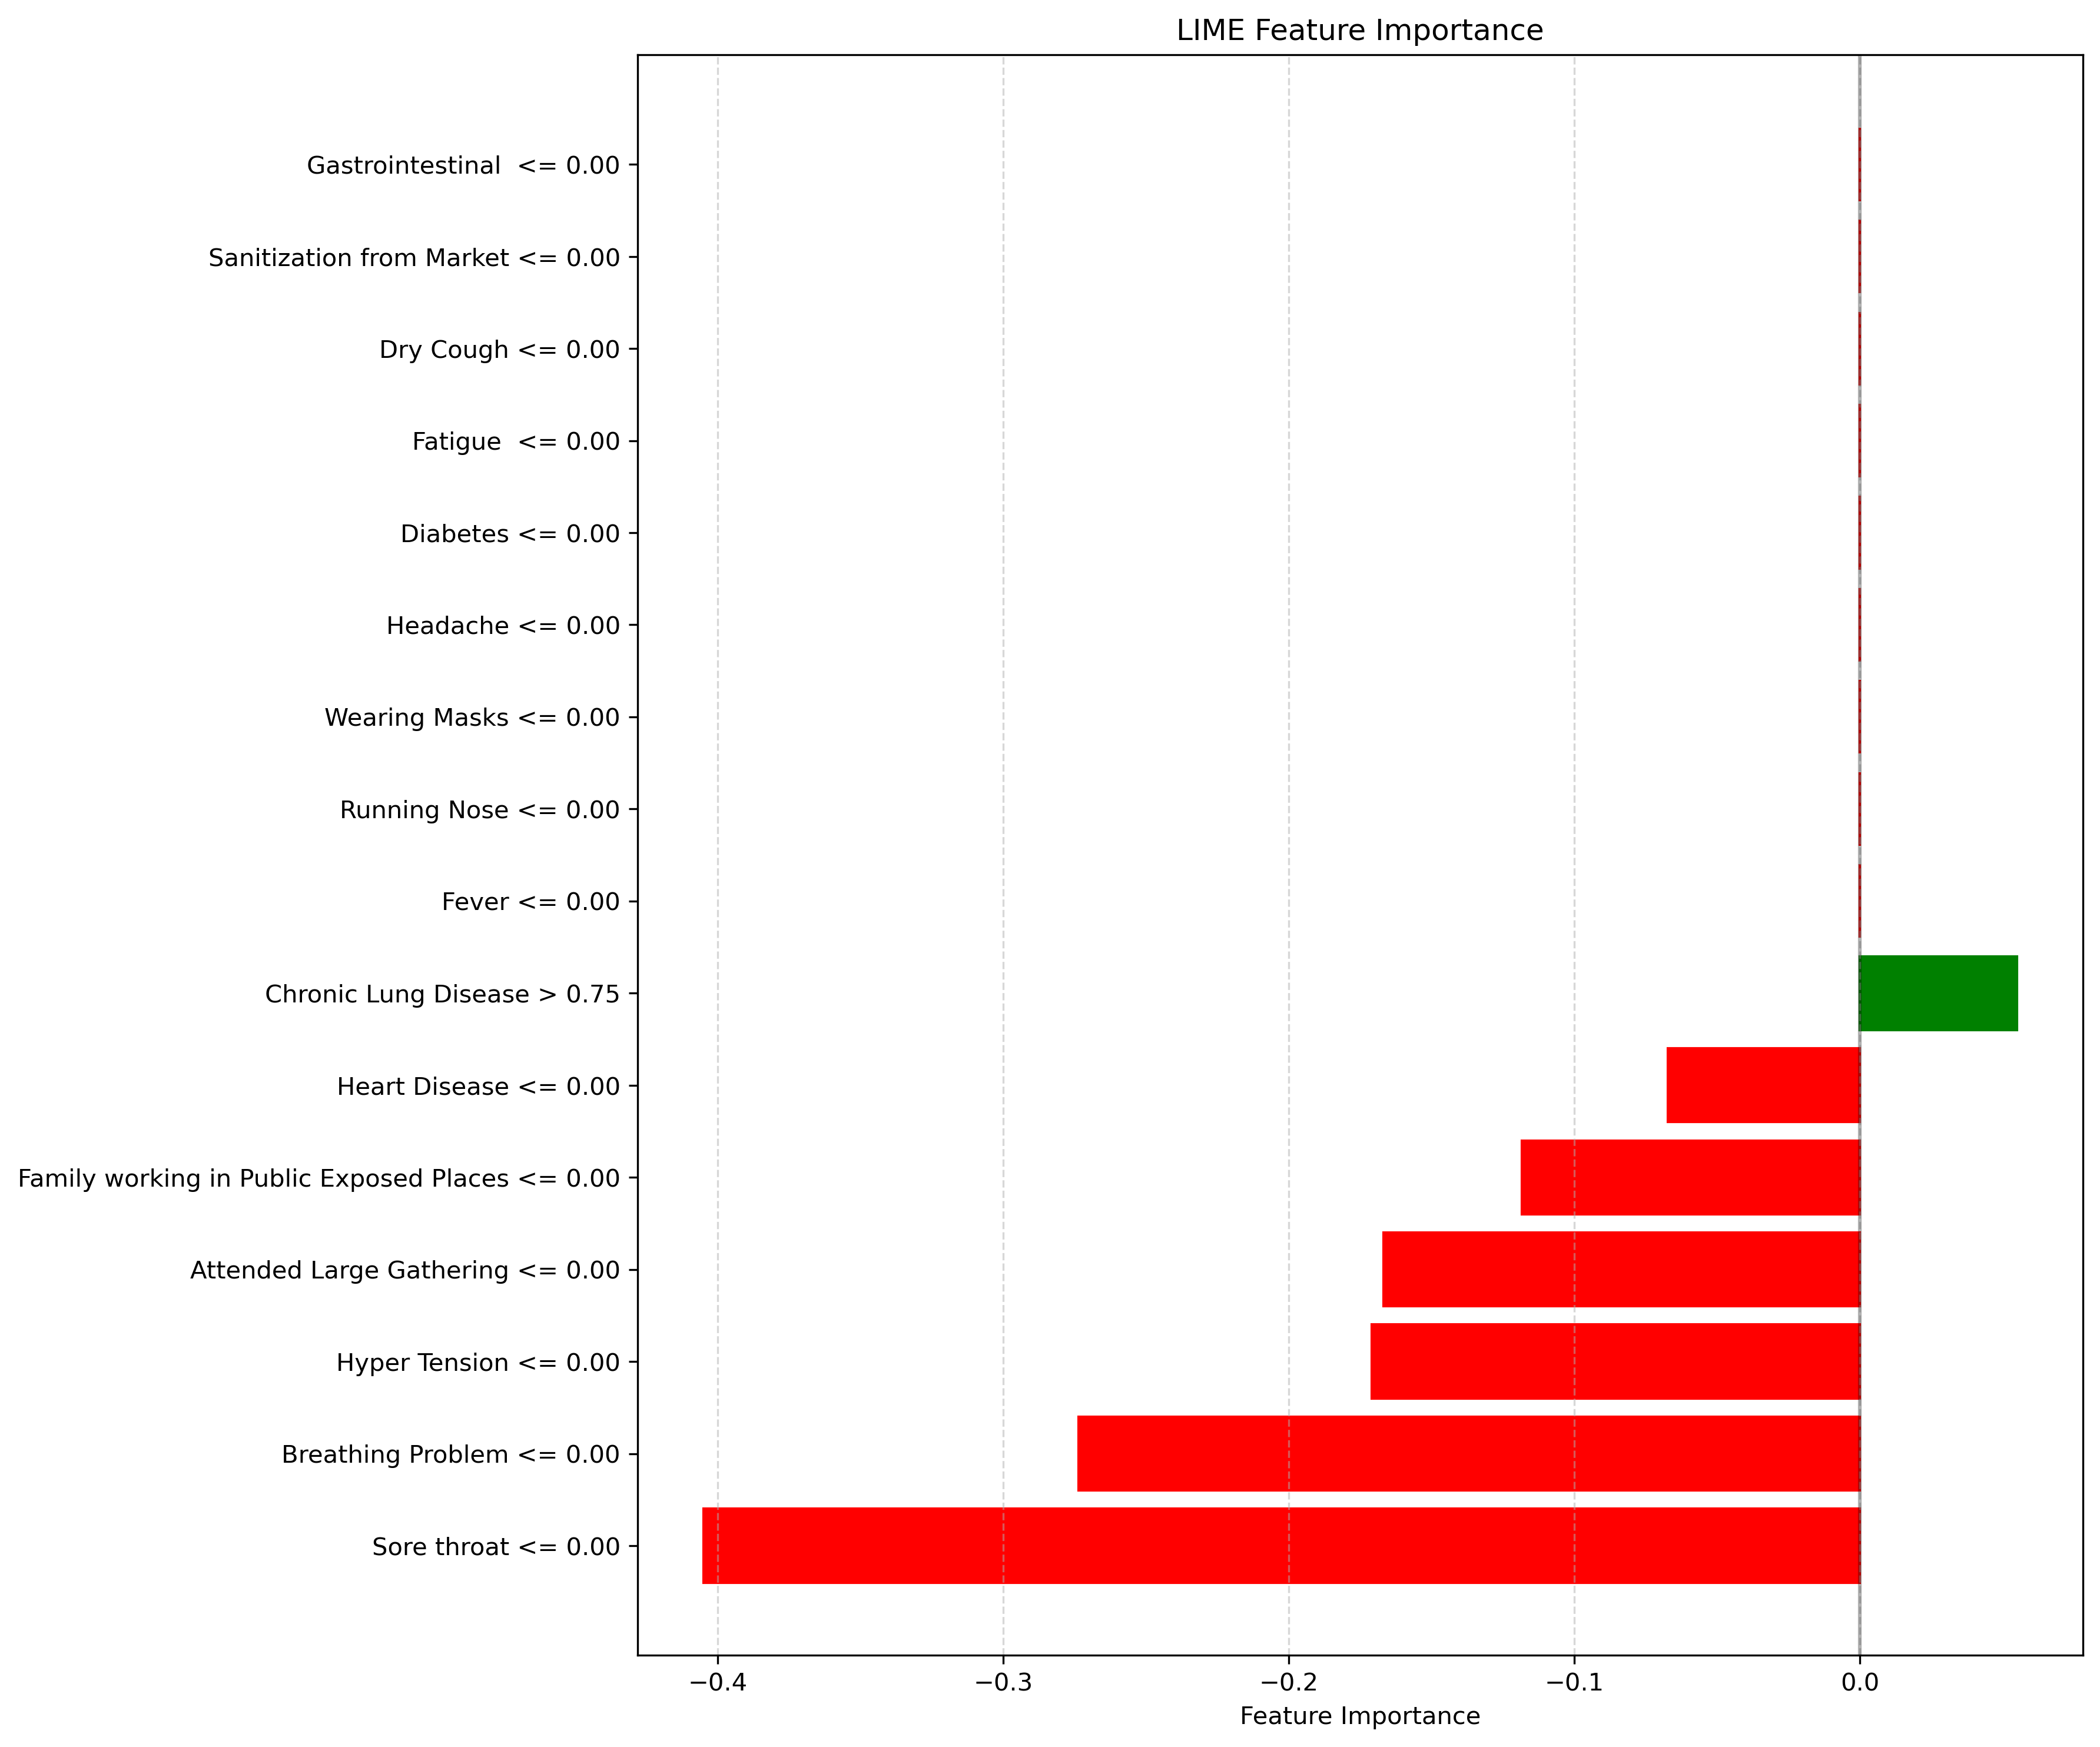 LIME Feature Importance
Gastrointestinal  <= 0.00
Sanitization from Market <= 0.00
Dry Cough <= 0.00
Fatigue  <= 0.00
Diabetes <= 0.00
Headache <= 0.00
Wearing Masks <= 0.00
Running Nose <= 0.00
Fever <= 0.00
Chronic Lung Disease > 0.75
Heart Disease <= 0.00
Family working in Public Exposed Places <= 0.00
Attended Large Gathering <= 0.00
Hyper Tension <= 0.00
Breathing Problem <= 0.00
Sore throat <= 0.00
−0.4 −0.3 −0.2 −0.1 0.0
Feature Importance